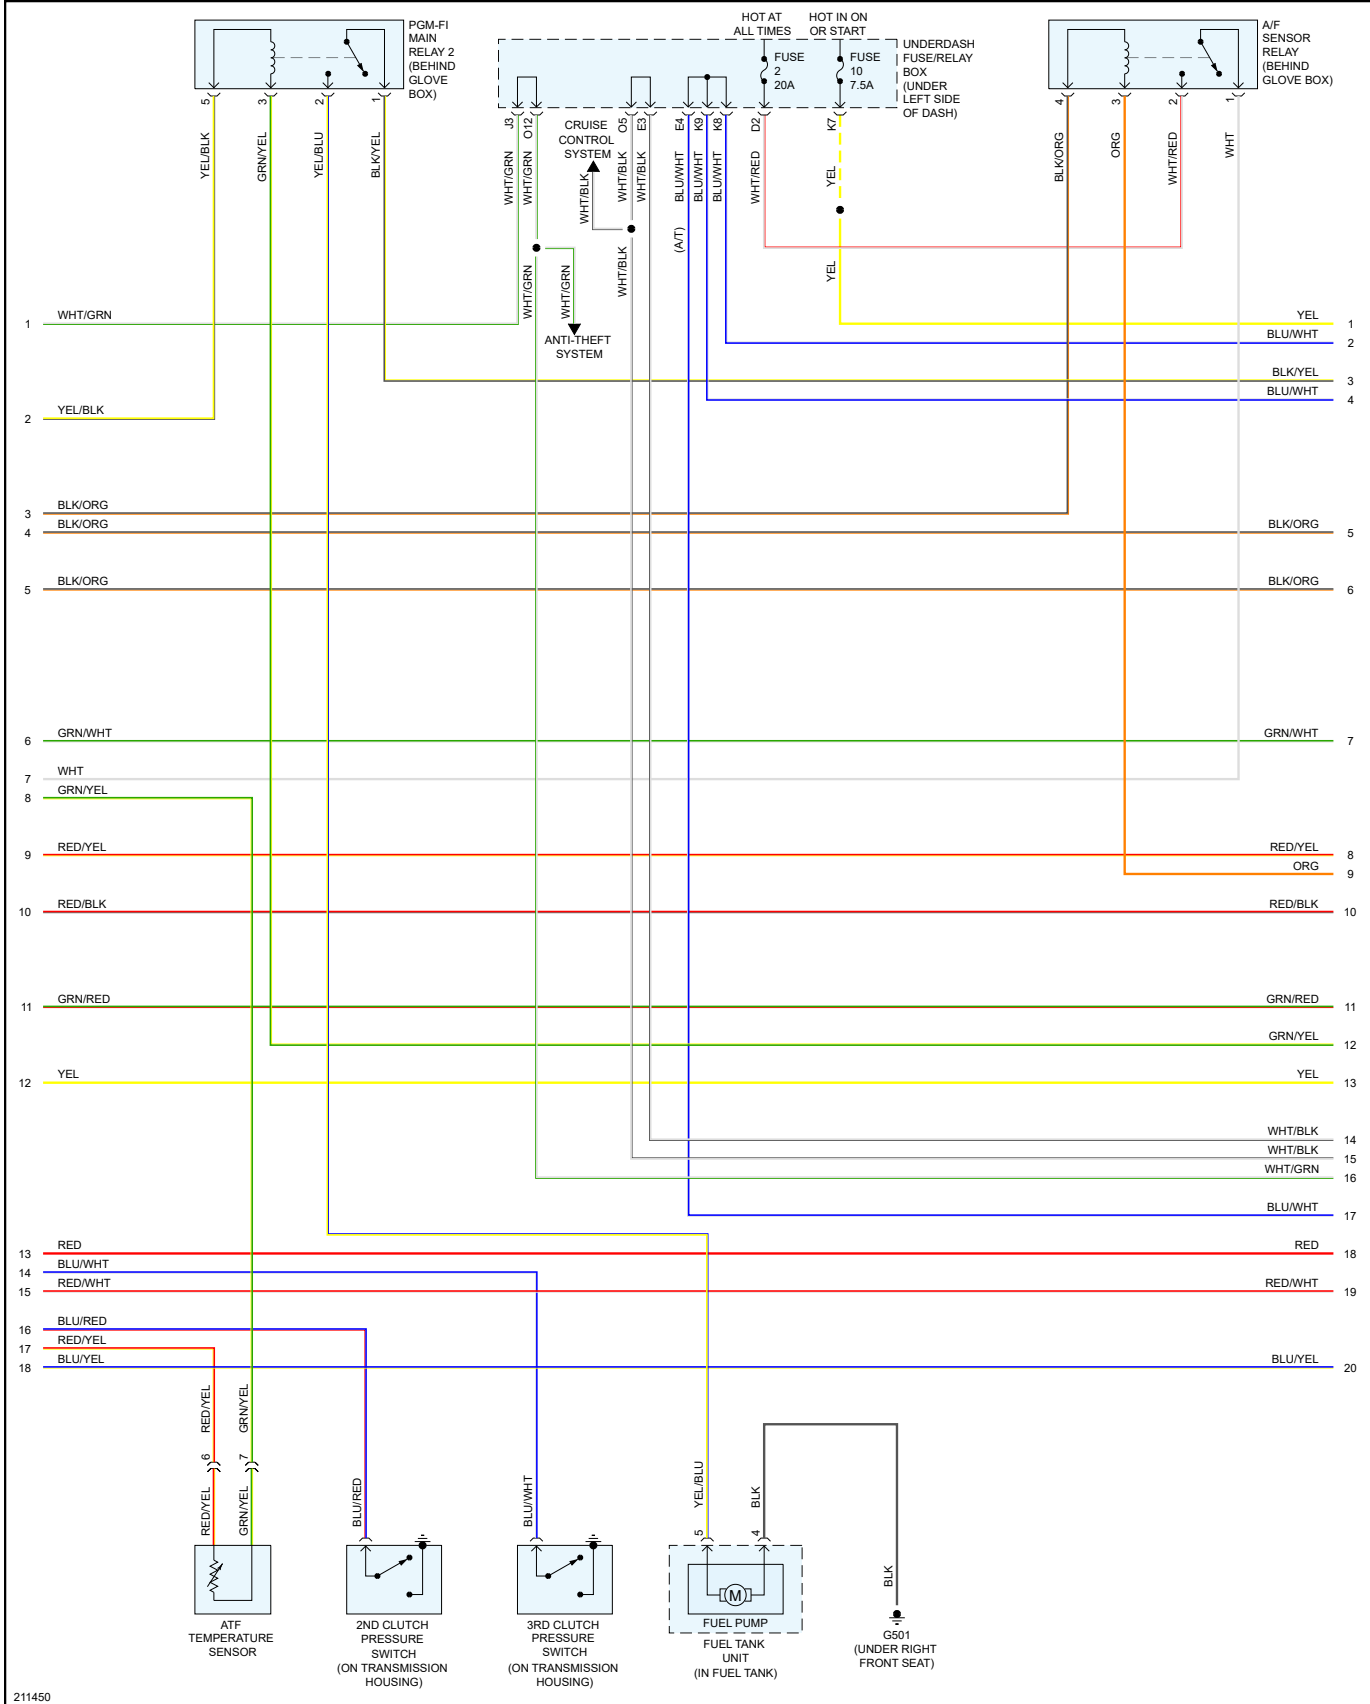 PGM-FI
MAIN
RELAY 2
(BEHIND
GLOVE
BOX)
HOT AT
ALL TIMES
HOT IN ON
OR START
FUSE
2
20A
FUSE
10
7.5A
UNDERDASH
FUSE/RELAY
BOX
(UNDER
LEFT SIDE
OF DASH)
A/F
SENSOR
RELAY
(BEHIND
GLOVE BOX)
5
3
2
1
J3
O12
O5
E3
E4
K9
K8
D2
K7
4
3
2
1
YEL/BLK
GRN/YEL
YEL/BLU
BLK/YEL
WHT/GRN
WHT/GRN
CRUISE
CONTROL
SYSTEM
WHT/BLK
WHT/BLK
WHT/BLK
BLU/WHT
BLU/WHT
BLU/WHT
WHT/RED
YEL
BLK/ORG
ORG
WHT/RED
WHT
(A/T)
WHT/GRN
WHT/GRN
WHT/BLK
YEL
ANTI-THEFT
SYSTEM
1 WHT/GRN
YEL 1
BLU/WHT 2
BLK/YEL 3
BLU/WHT 4
2 YEL/BLK
3 BLK/ORG
4 BLK/ORG
BLK/ORG 5
5 BLK/ORG
BLK/ORG 6
6 GRN/WHT
GRN/WHT 7
7 WHT
8 GRN/YEL
9 RED/YEL
RED/YEL 8
ORG 9
10 RED/BLK
RED/BLK 10
11 GRN/RED
GRN/RED 11
GRN/YEL 12
12 YEL
YEL 13
WHT/BLK 14
WHT/BLK 15
WHT/GRN 16
BLU/WHT 17
13 RED
RED 18
14 BLU/WHT
15 RED/WHT
RED/WHT 19
16 BLU/RED
17 RED/YEL
18 BLU/YEL
BLU/YEL 20
RED/YEL
GRN/YEL
6
7
RED/YEL
GRN/YEL
BLU/RED
BLU/WHT
YEL/BLU
BLK
5
4
BLK
M
FUEL PUMP
ATF
TEMPERATURE
SENSOR
2ND CLUTCH
PRESSURE
SWITCH
(ON TRANSMISSION
HOUSING)
3RD CLUTCH
PRESSURE
SWITCH
(ON TRANSMISSION
HOUSING)
FUEL TANK
UNIT
(IN FUEL TANK)
G501
(UNDER RIGHT
FRONT SEAT)
211450